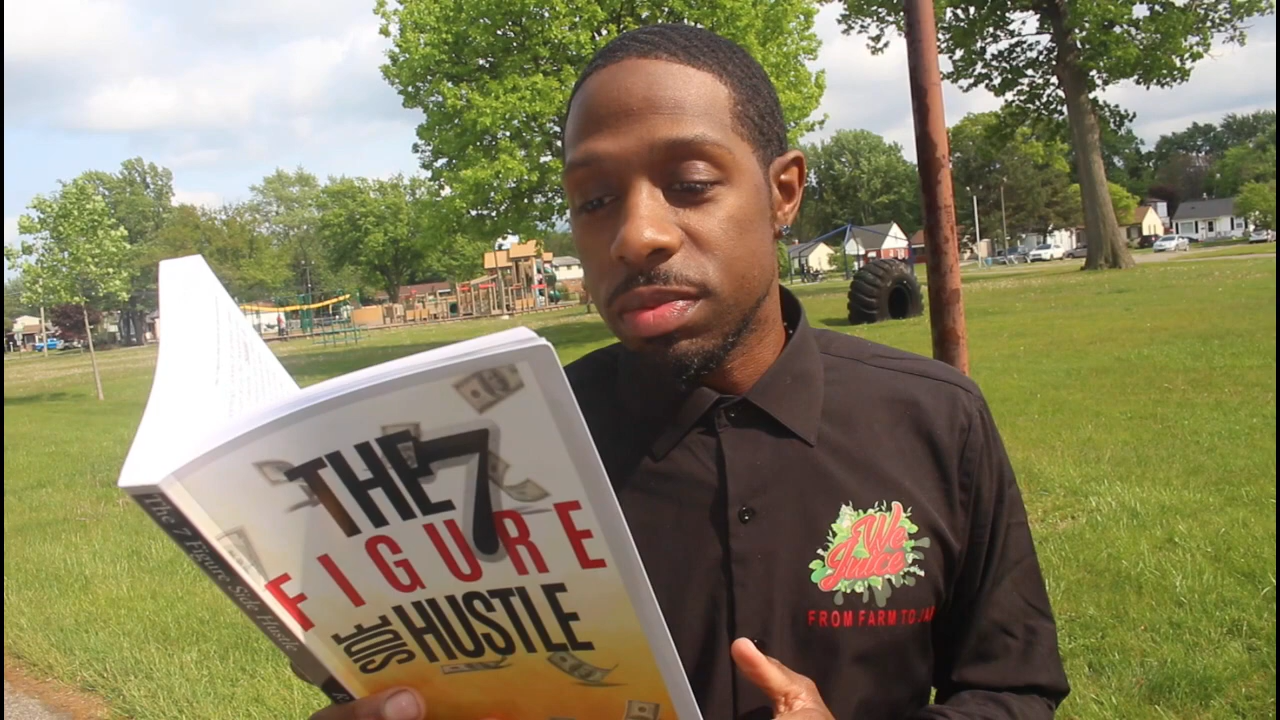 THE 7
FIGURE
SIDE HUSTLE
The 7 Figure Side Hustle
We
Juice
FROM FARM TO JAR